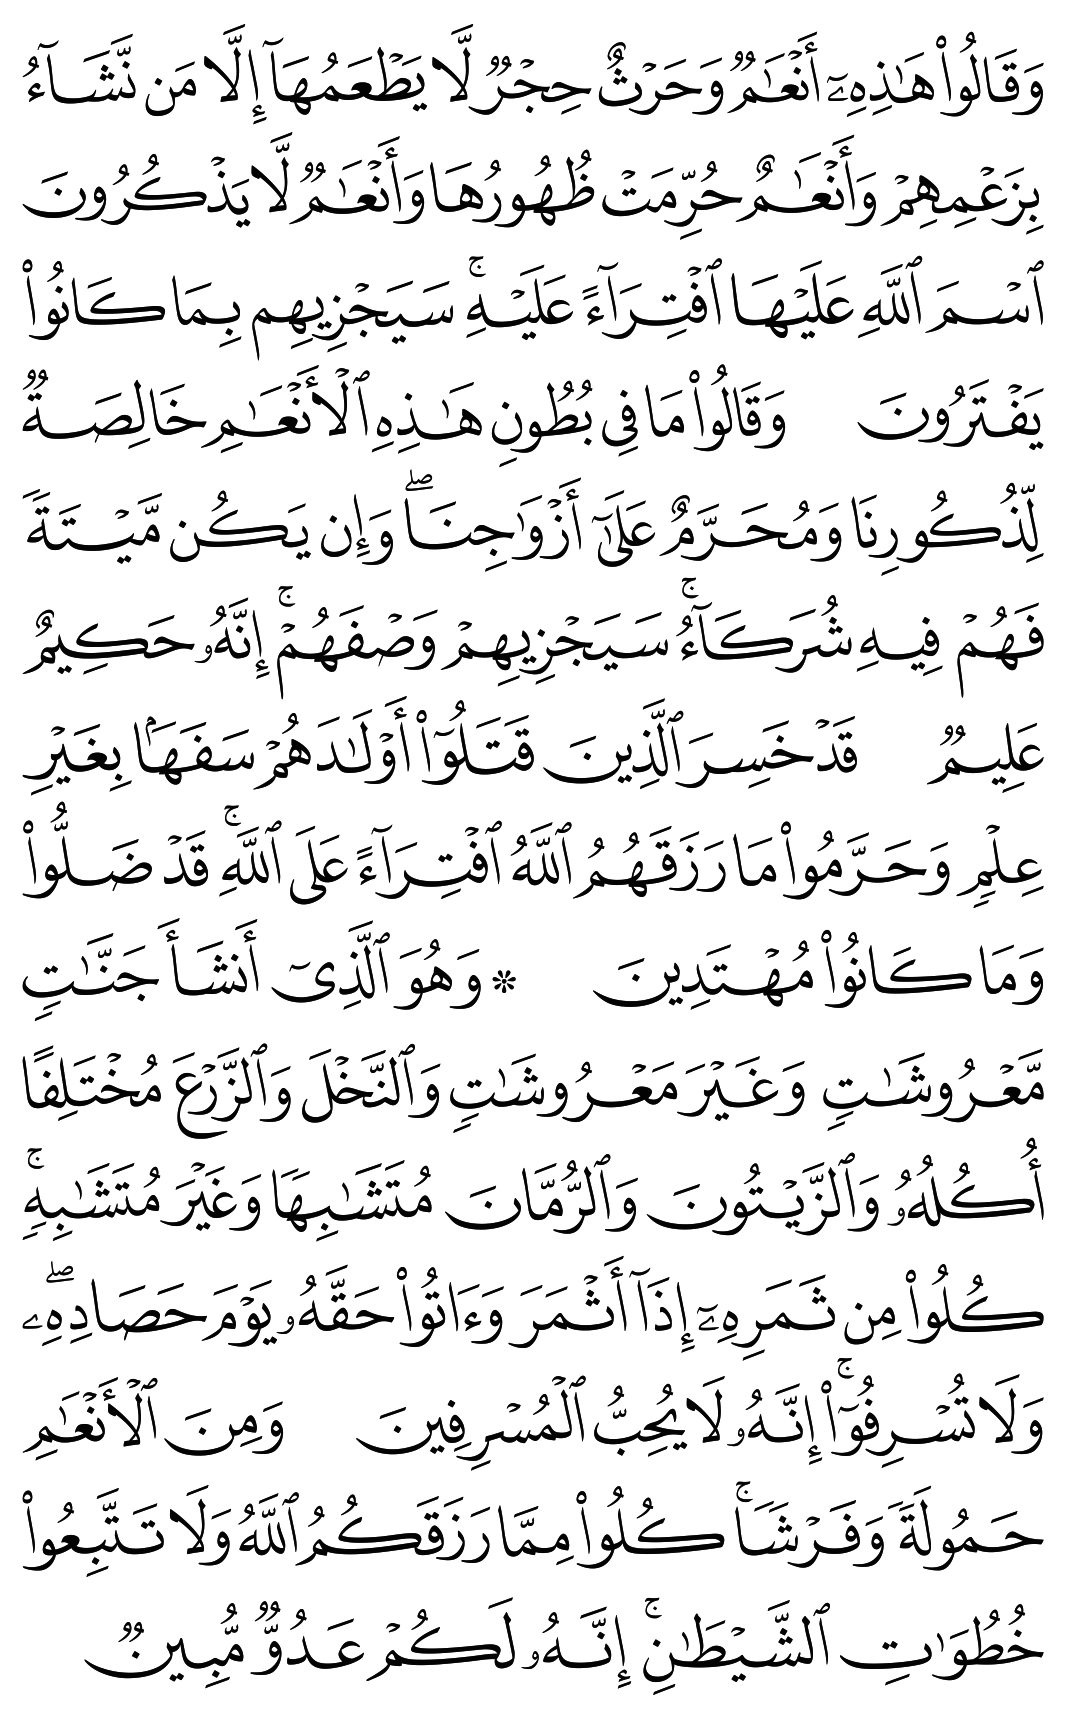 وَقَالُوا۟ هَـٰذِهِۦٓ أَنْعَـٰمٌۭ وَحَرْثٌ حِجْرٌۭ لَّا يَطْعَمُهَآ إِلَّا مَن نَّشَآءُ
بِزَعْمِهِمْ وَأَنْعَـٰمٌ حُرِّمَتْ ظُهُورُهَا وَأَنْعَـٰمٌۭ لَّا يَذْكُرُونَ
ٱسْمَ ٱللَّهِ عَلَيْهَا ٱفْتِرَآءً عَلَيْهِ ۚ سَيَجْزِيهِم بِمَا كَانُوا۟
يَفْتَرُونَ وَقَالُوا۟ مَا فِى بُطُونِ هَـٰذِهِ ٱلْأَنْعَـٰمِ خَالِصَةٌۭ
لِّذُكُورِنَا وَمُحَرَّمٌ عَلَىٰٓ أَزْوَٰجِنَا ۖ وَإِن يَكُن مَّيْتَةًۭ
فَهُمْ فِيهِ شُرَكَآءُ ۚ سَيَجْزِيهِمْ وَصْفَهُمْ ۚ إِنَّهُۥ حَكِيمٌ
عَلِيمٌۭ قَدْ خَسِرَ ٱلَّذِينَ قَتَلُوٓا۟ أَوْلَـٰدَهُمْ سَفَهًۢا بِغَيْرِ
عِلْمٍۢ وَحَرَّمُوا۟ مَا رَزَقَهُمُ ٱللَّهُ ٱفْتِرَآءً عَلَى ٱللَّهِ ۚ قَدْ ضَلُّوا۟
وَمَا كَانُوا۟ مُهْتَدِينَ ۞ وَهُوَ ٱلَّذِىٓ أَنشَأَ جَنَّـٰتٍۢ
مَّعْرُوشَـٰتٍۢ وَغَيْرَ مَعْرُوشَـٰتٍۢ وَٱلنَّخْلَ وَٱلزَّرْعَ مُخْتَلِفًا
أُكُلُهُۥ وَٱلزَّيْتُونَ وَٱلرُّمَّانَ مُتَشَـٰبِهًۭا وَغَيْرَ مُتَشَـٰبِهٍۢ ۚ
كُلُوا۟ مِن ثَمَرِهِۦٓ إِذَآ أَثْمَرَ وَءَاتُوا۟ حَقَّهُۥ يَوْمَ حَصَادِهِۦ ۖ
وَلَا تُسْرِفُوٓا۟ ۚ إِنَّهُۥ لَا يُحِبُّ ٱلْمُسْرِفِينَ وَمِنَ ٱلْأَنْعَـٰمِ
حَمُولَةًۭ وَفَرْشًۭا ۚ كُلُوا۟ مِمَّا رَزَقَكُمُ ٱللَّهُ وَلَا تَتَّبِعُوا۟
خُطُوَٰتِ ٱلشَّيْطَـٰنِ ۚ إِنَّهُۥ لَكُمْ عَدُوٌّۭ مُّبِينٌۭ